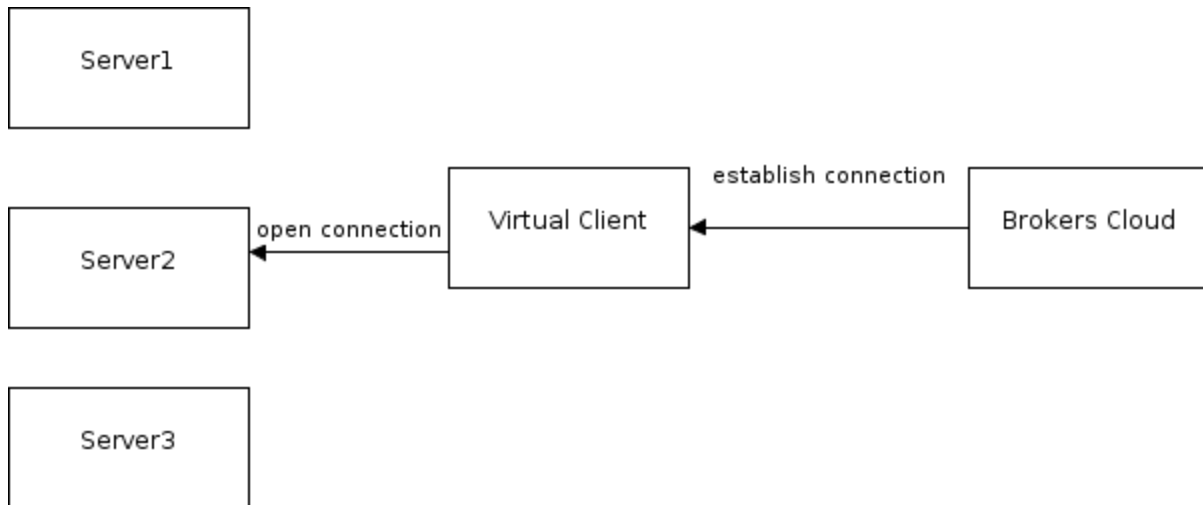 Server1
establish connection
Virtual Client
Brokers Cloud
open connection
Server2
Server3